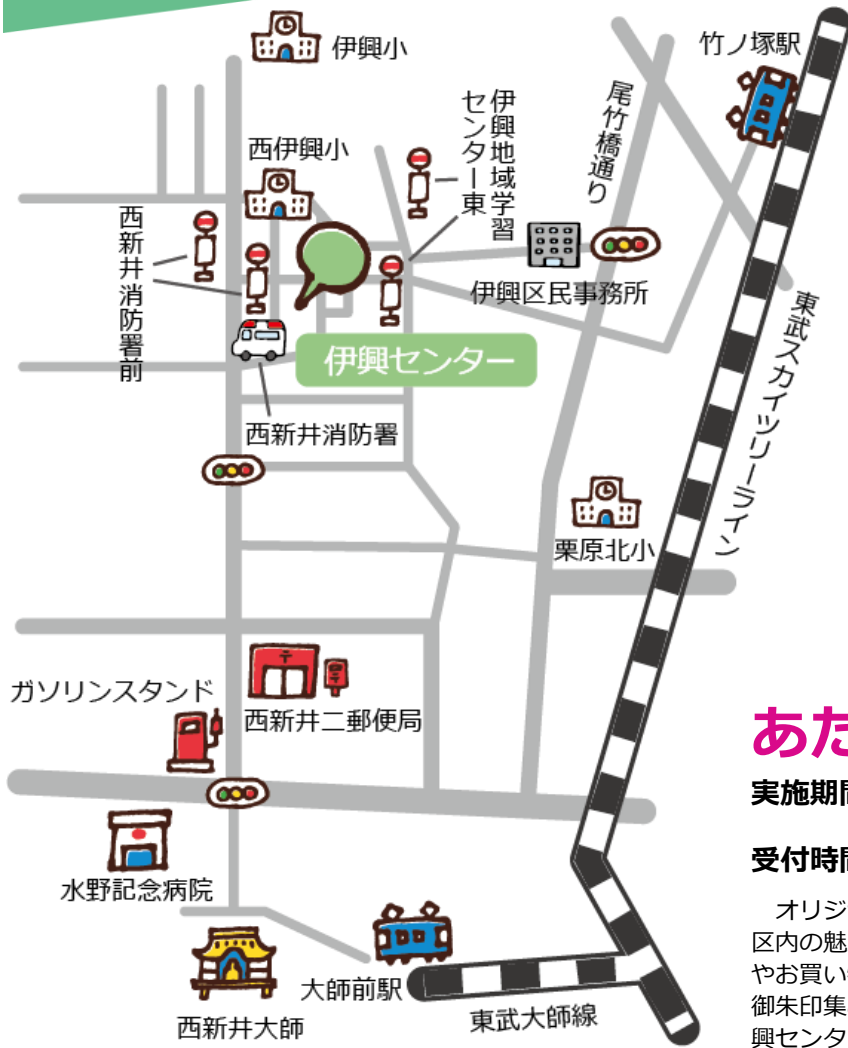 伊興小
竹ノ塚駅
尾竹橋通り
伊興地域学習
センター東
西伊興小
西新井消防署前
伊興区民事務所
東武スカイツリーライン
伊興センター
西新井消防署
栗原北小
ガソリンスタンド
西新井二郵便局
水野記念病院
大師前駅
西新井大師
東武大師線
あだ
実施期間
受付時間
オリジ
区内の魅
やお買い
御朱印集
興センタ